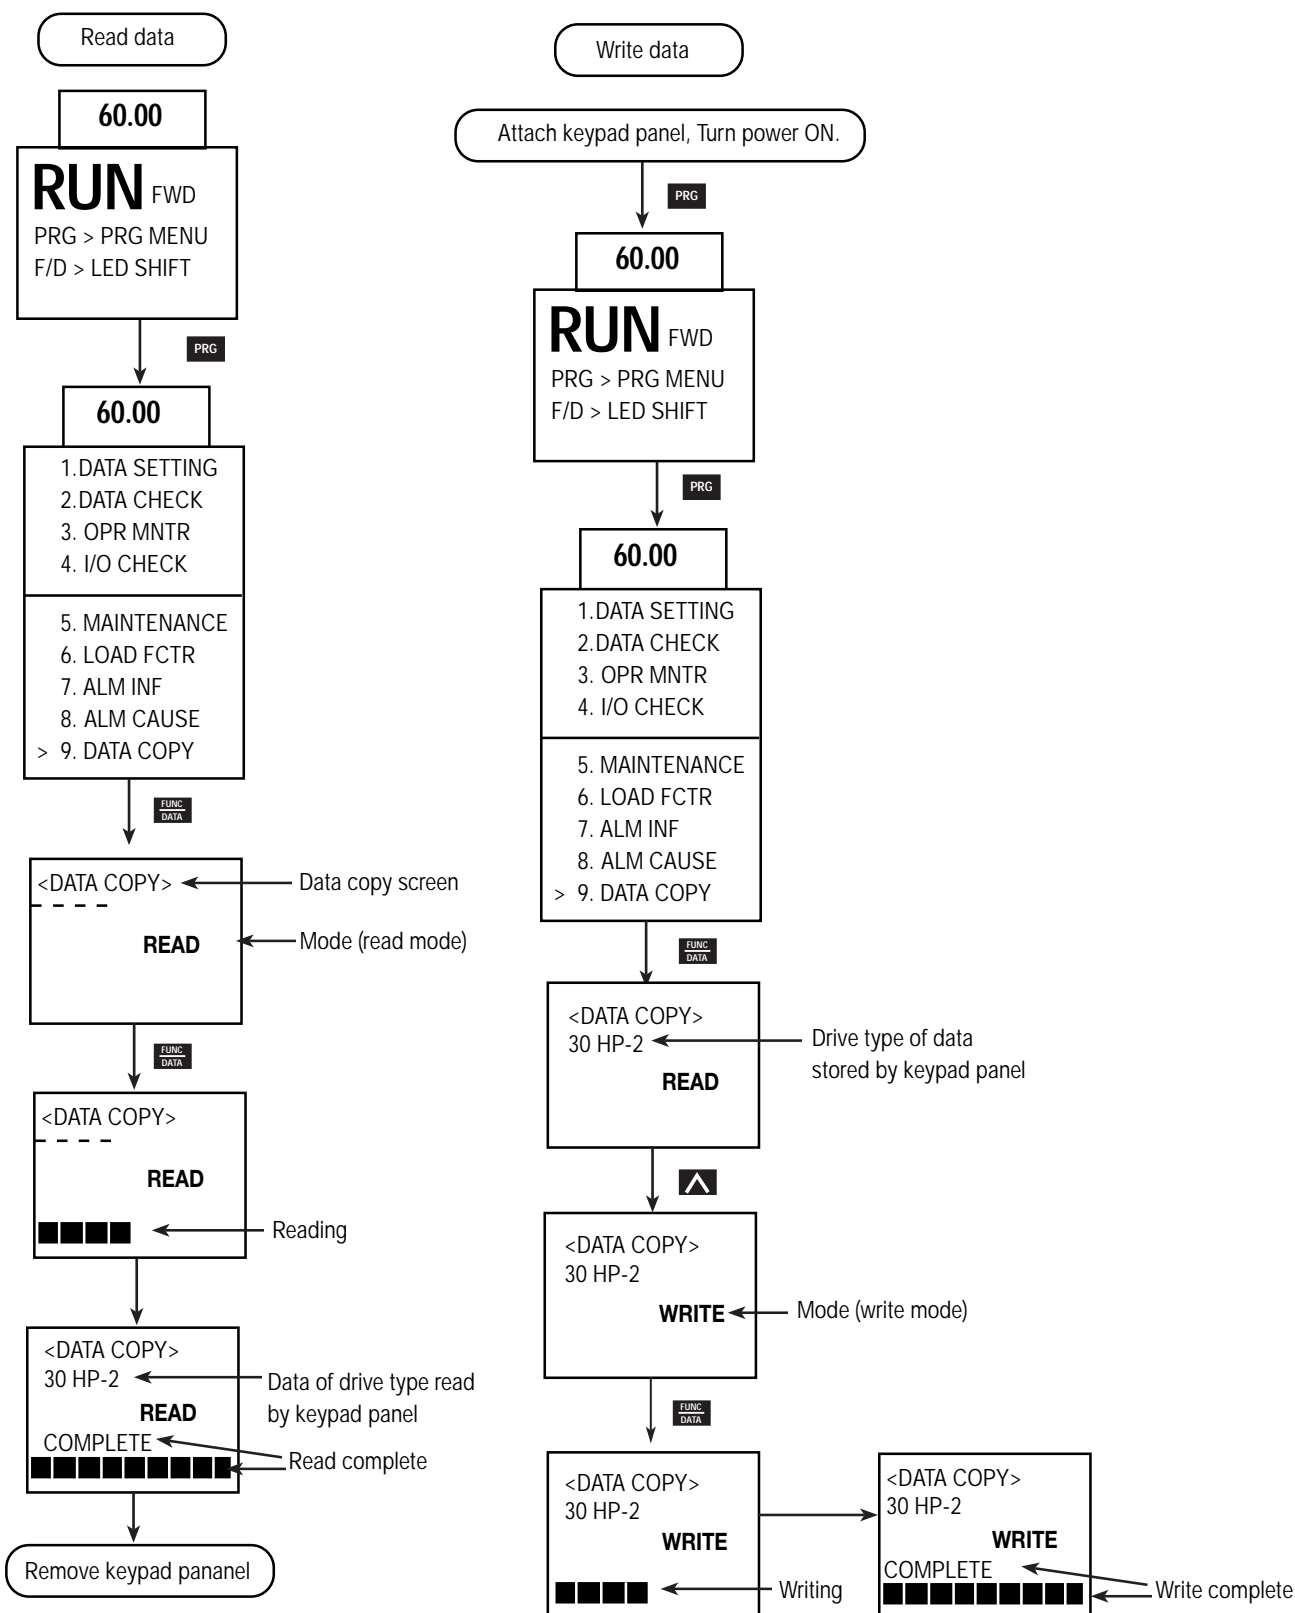 Read data
60.00
RUN FWD
PRG > PRG MENU
F/D > LED SHIFT
PRG
60.00
1.DATA SETTING
2.DATA CHECK
3. OPR MNTR
4. I/O CHECK
5. MAINTENANCE
6. LOAD FCTR
7. ALM INF
8. ALM CAUSE
> 9. DATA COPY
FUNC
DATA
<DATA COPY>
Data copy screen
– – – –
READ
Mode (read mode)
FUNC
DATA
<DATA COPY>
– – – –
READ
Reading
<DATA COPY>
30 HP-2
Data of drive type read
by keypad panel
READ
COMPLETE
Read complete
Remove keypad pananel
Write data
Attach keypad panel, Turn power ON.
PRG
60.00
RUN FWD
PRG > PRG MENU
F/D > LED SHIFT
PRG
60.00
1.DATA SETTING
2.DATA CHECK
3. OPR MNTR
4. I/O CHECK
5. MAINTENANCE
6. LOAD FCTR
7. ALM INF
8. ALM CAUSE
> 9. DATA COPY
FUNC
DATA
<DATA COPY>
30 HP-2
Drive type of data
stored by keypad panel
READ
<DATA COPY>
30 HP-2
WRITE
Mode (write mode)
FUNC
DATA
<DATA COPY>
30 HP-2
WRITE
Writing
<DATA COPY>
30 HP-2
WRITE
COMPLETE
Write complete